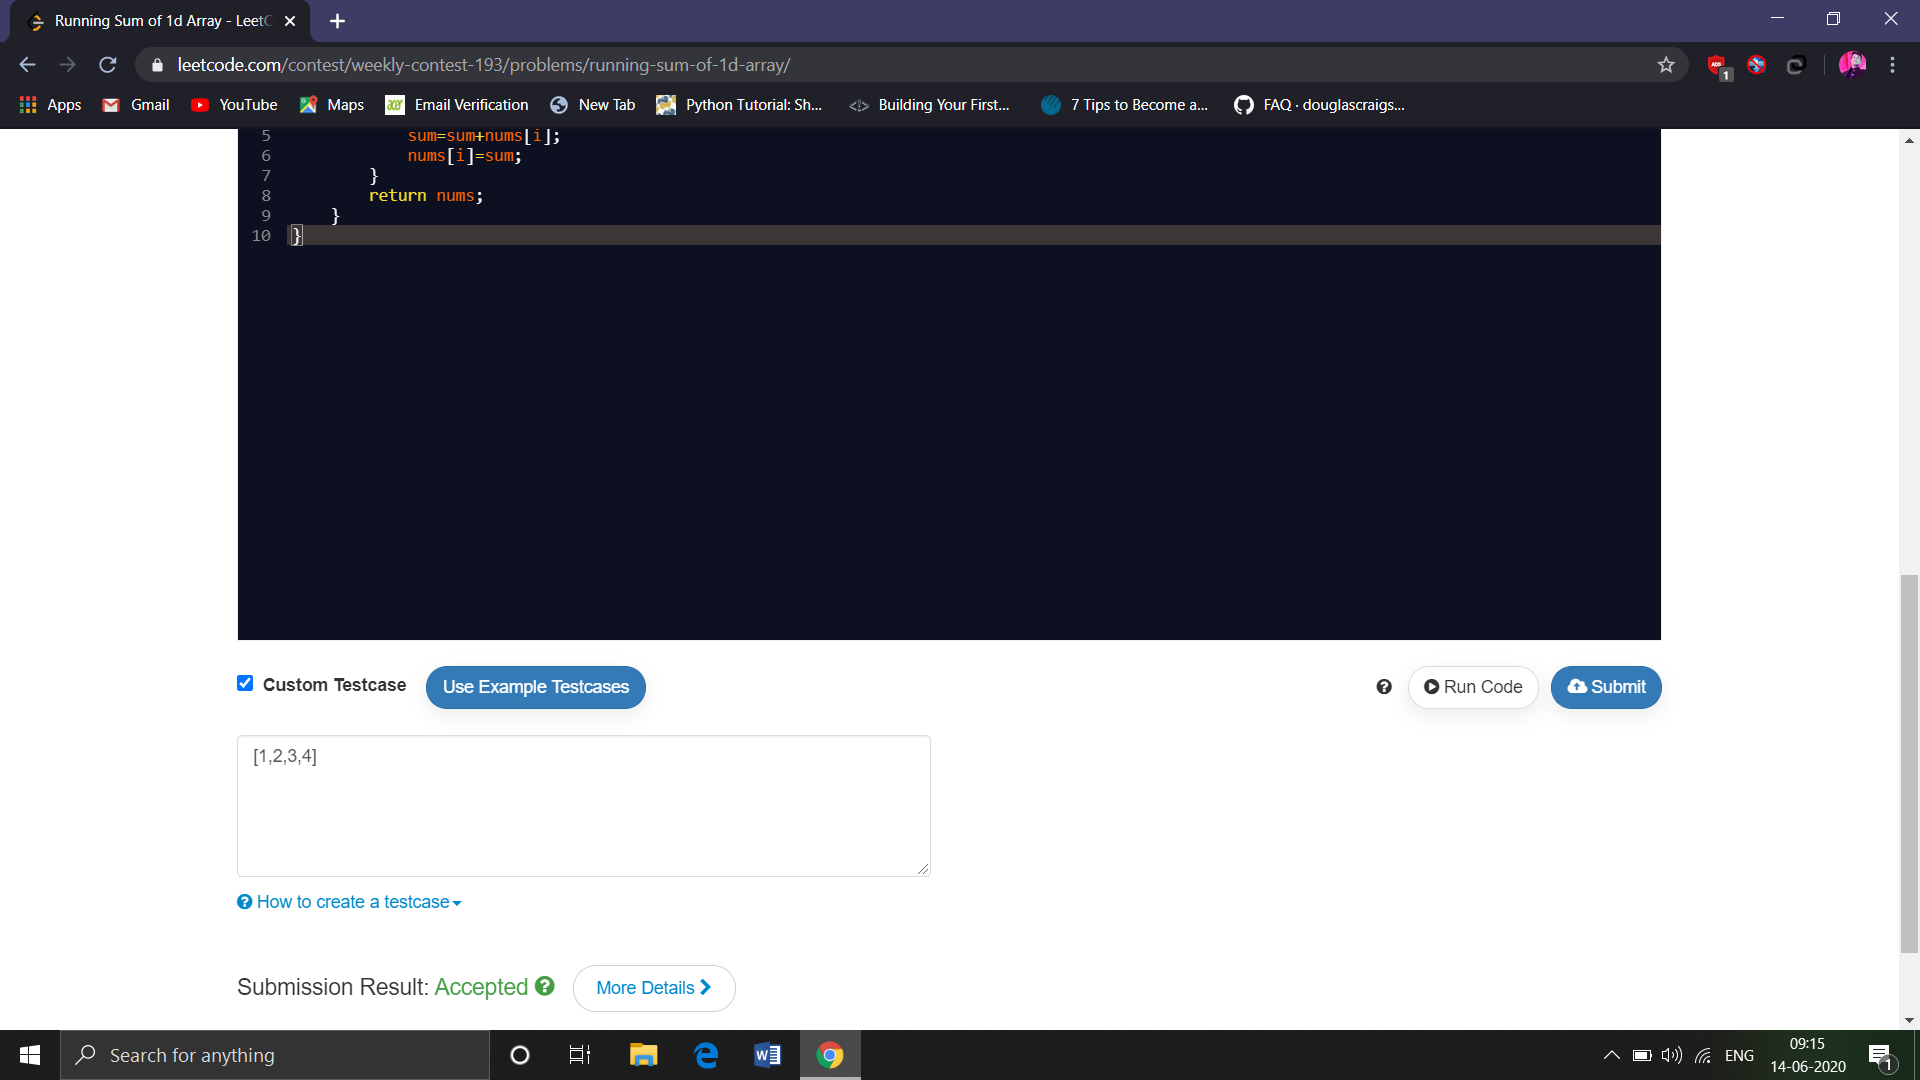 Running Sum of 1d Array - LeetC
leetcode.com/contest/weekly-contest-193/problems/running-sum-of-1d-array/
ABP
1
Apps
Gmail
YouTube
Maps
acer Email Verification
New Tab
Python Tutorial: Sh...
Building Your First...
7 Tips to Become a...
FAQ · douglascraigs...
5 sum=sum+nums[i];
6 nums[i]=sum;
7 }
8 return nums;
9 }
10 }
Custom Testcase
Use Example Testcases
Run Code
Submit
[1,2,3,4]
How to create a testcase
Submission Result: Accepted
More Details
Search for anything
ENG
09:15
14-06-2020
1